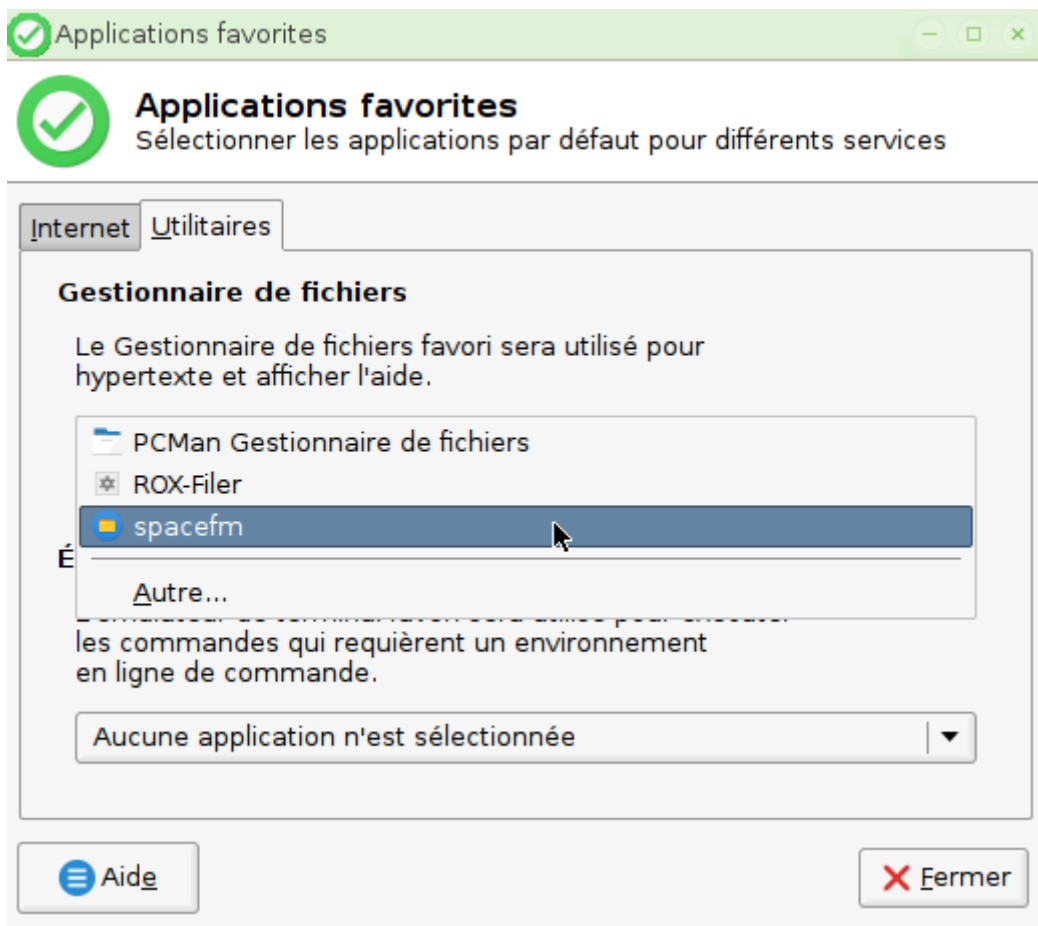 Applications favorites
Applications favorites
Sélectionner les applications par défaut pour différents services
Internet
Utilitaires
Gestionnaire de fichiers
Le Gestionnaire de fichiers favori sera utilisé pour
hypertexte et afficher l'aide.
PCMan Gestionnaire de fichiers
ROX-Filer
spacefm
É
Autre...
les commandes qui requièrent un environnement
en ligne de commande.
Aucune application n'est sélectionnée
Aide
Fermer